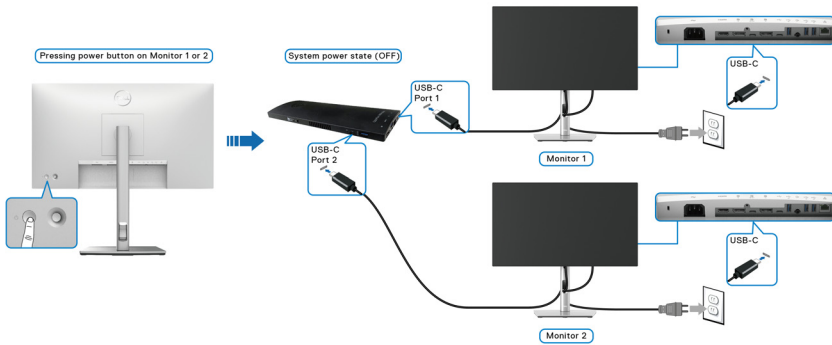 Pressing power button on Monitor 1 or 2
System power state (OFF)
USB-C
Port 1
USB-C
Port 2
USB-C
Monitor 1
USB-C
Monitor 2